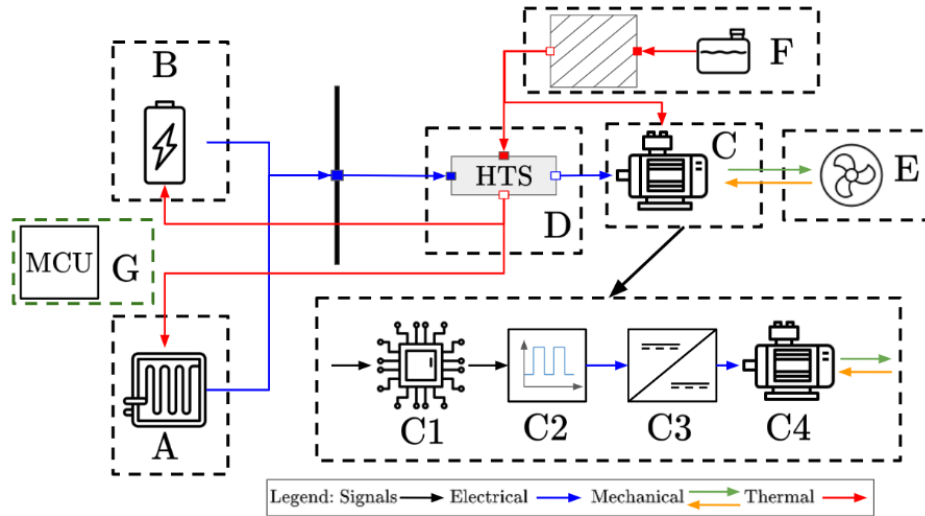 B
F
C
E
HTS
D
MCU
G
A
C1
C2
C3
C4
Legend: Signals
Electrical
Mechanical
Thermal